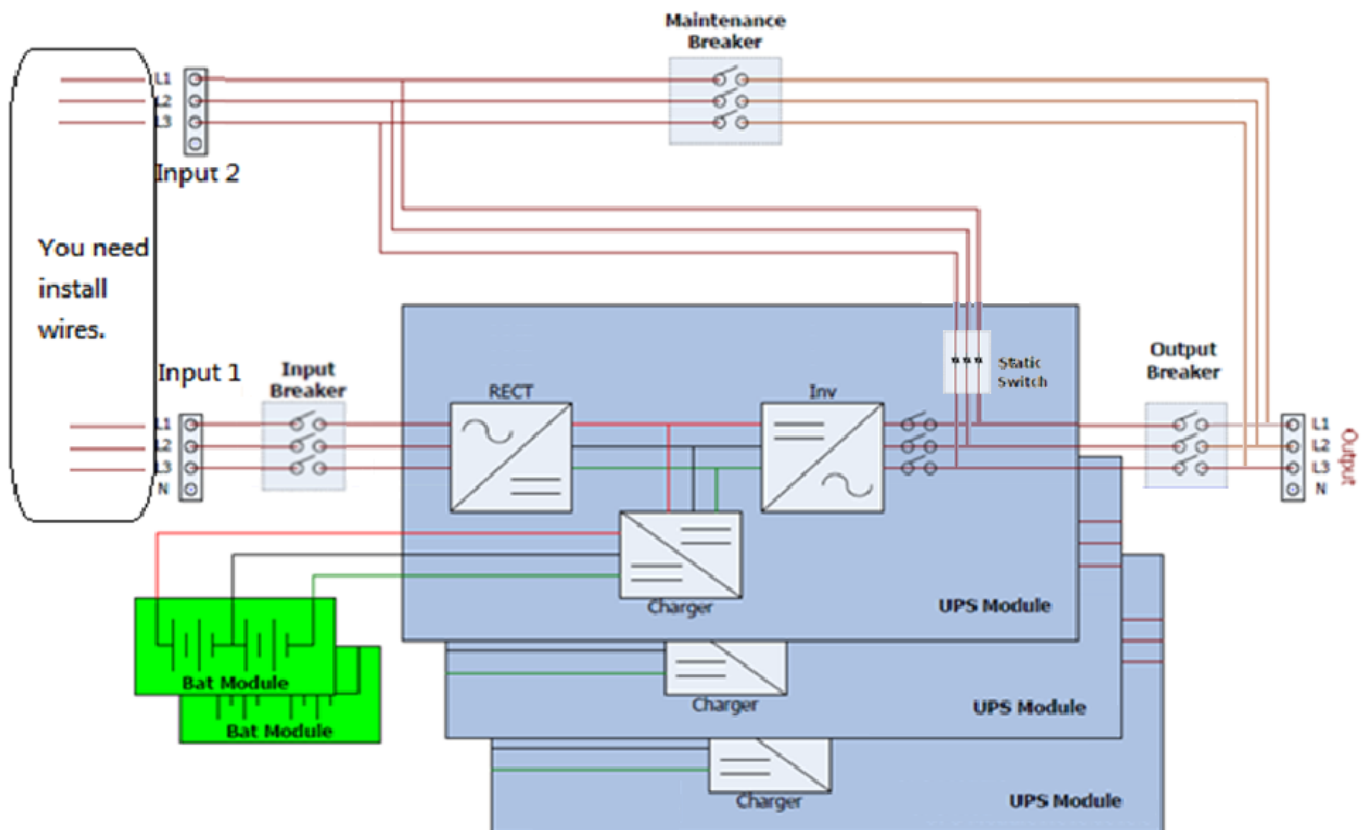 Maintenance
Breaker
L1
L2
L3
Input 2
You need
install
wires.
Input 1
Input
Breaker
RECT
Inv
Static
Switch
Output
Breaker
L1
L2
L3
N
L1
L2
L3
N
Output
Charger
UPS Module
Bat Module
Charger
UPS Module
Bat Module
Charger
UPS Module